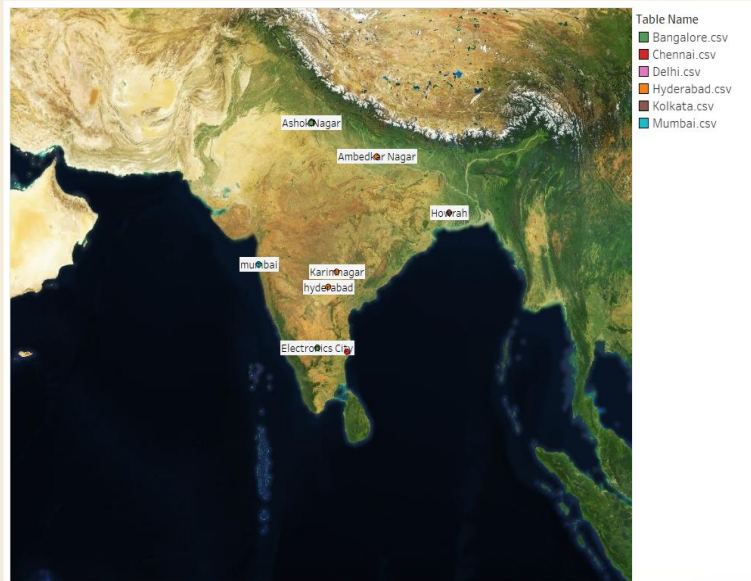 Table Name
Bangalore.csv
Chennai.csv
Delhi.csv
Hyderabad.csv
Kolkata.csv
Mumbai.csv
Ashok Nagar
Ambedkar Nagar
Howrah
mumbai
Karimnagar
hyderabad
Electronics City